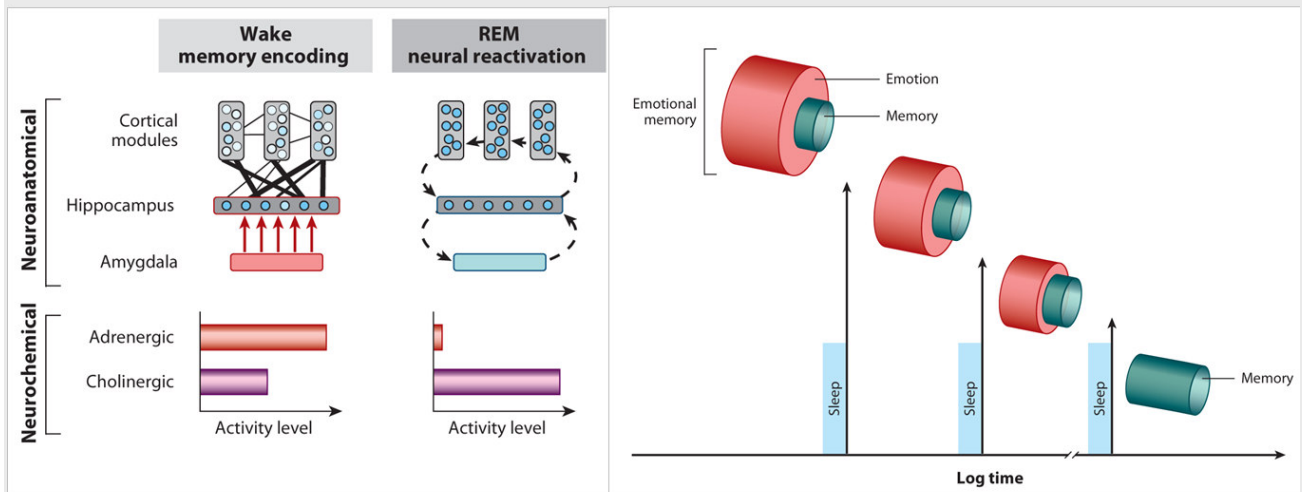 Wake
memory encoding
REM
neural reactivation
Neuroanatomical
Cortical
modules
Hippocampus
Amygdala
Neurochemical
Adrenergic
Cholinergic
Activity level
Activity level
Emotional
memory
Emotion
Memory
Sleep
Sleep
Sleep
Memory
Log time